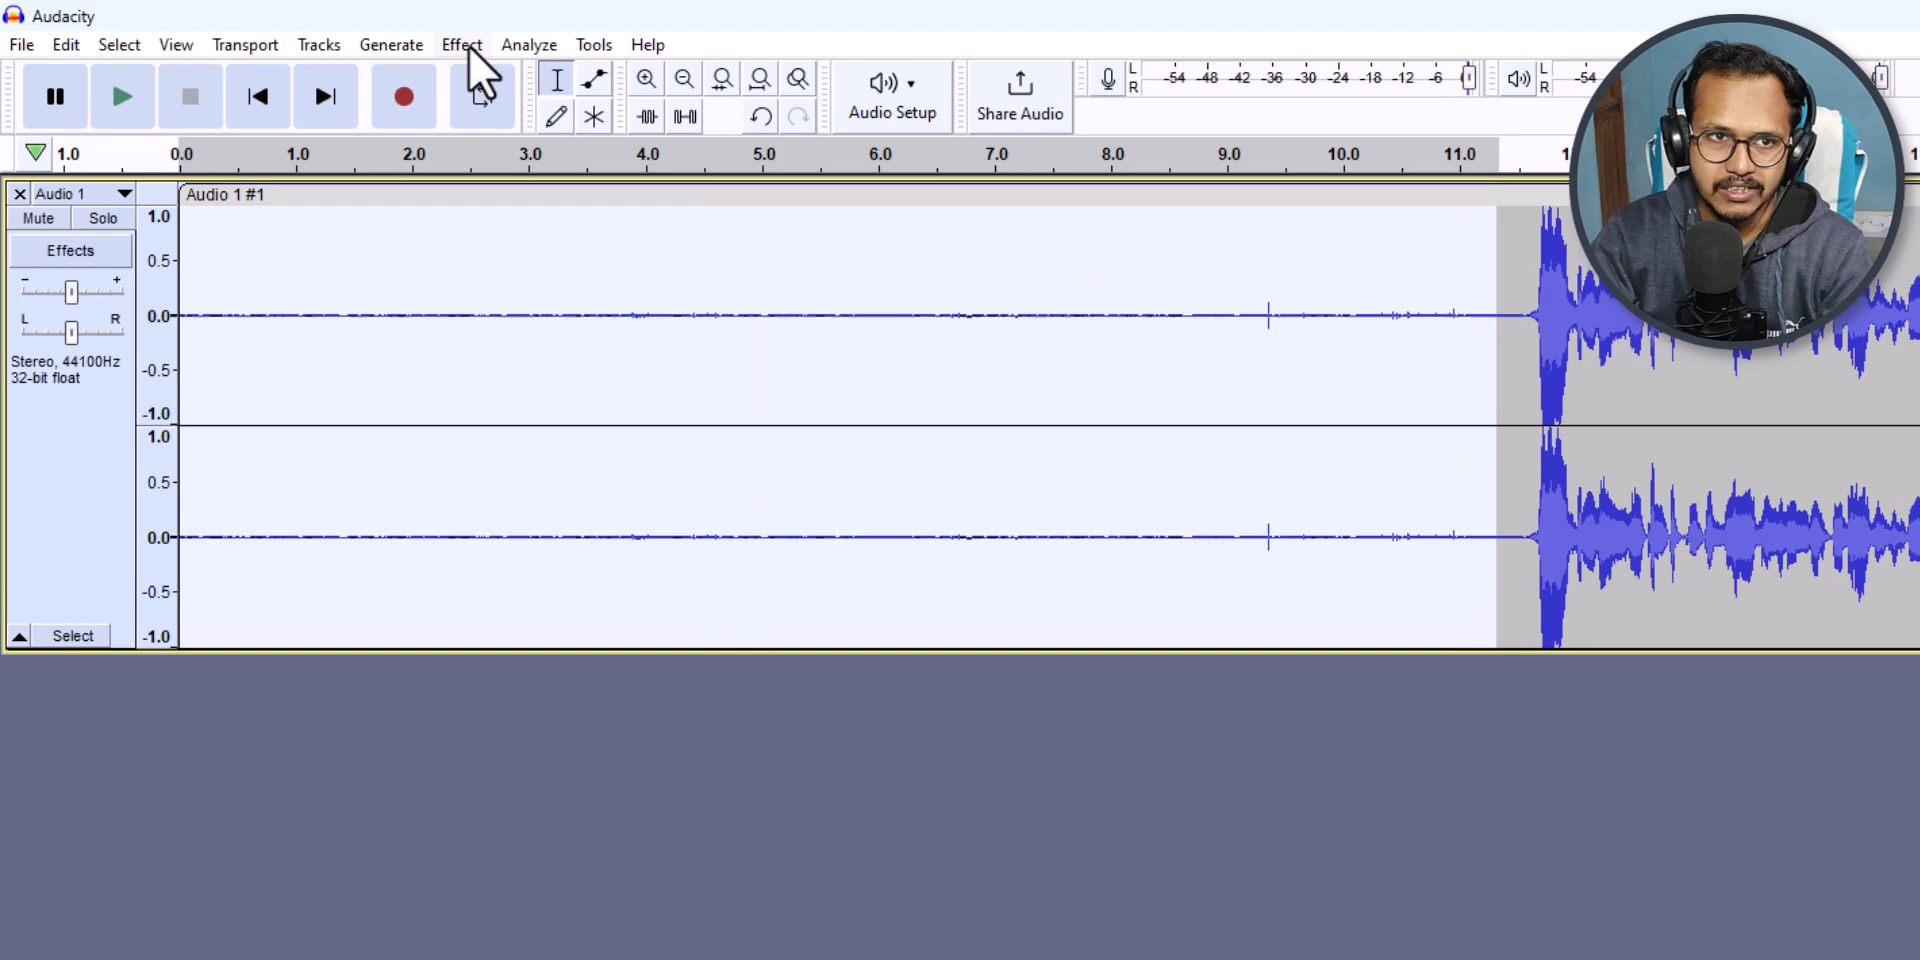 Audacity
File Edit Select View Transport Tracks Generate Effect Analyze Tools Help
L -54 -48 -42 -36 -30 -24 -18 -12 -6 L -54
R R
Audio Setup Share Audio
1.0 0.0 1.0 2.0 3.0 4.0 5.0 6.0 7.0 8.0 9.0 10.0 11.0
Audio 1 Audio 1 #1
Mute Solo 1.0
Effects 0.5
- +
L R 0.0
Stereo, 44100Hz -0.5
32-bit float
-1.0
1.0
0.5
0.0
-0.5
Select -1.0